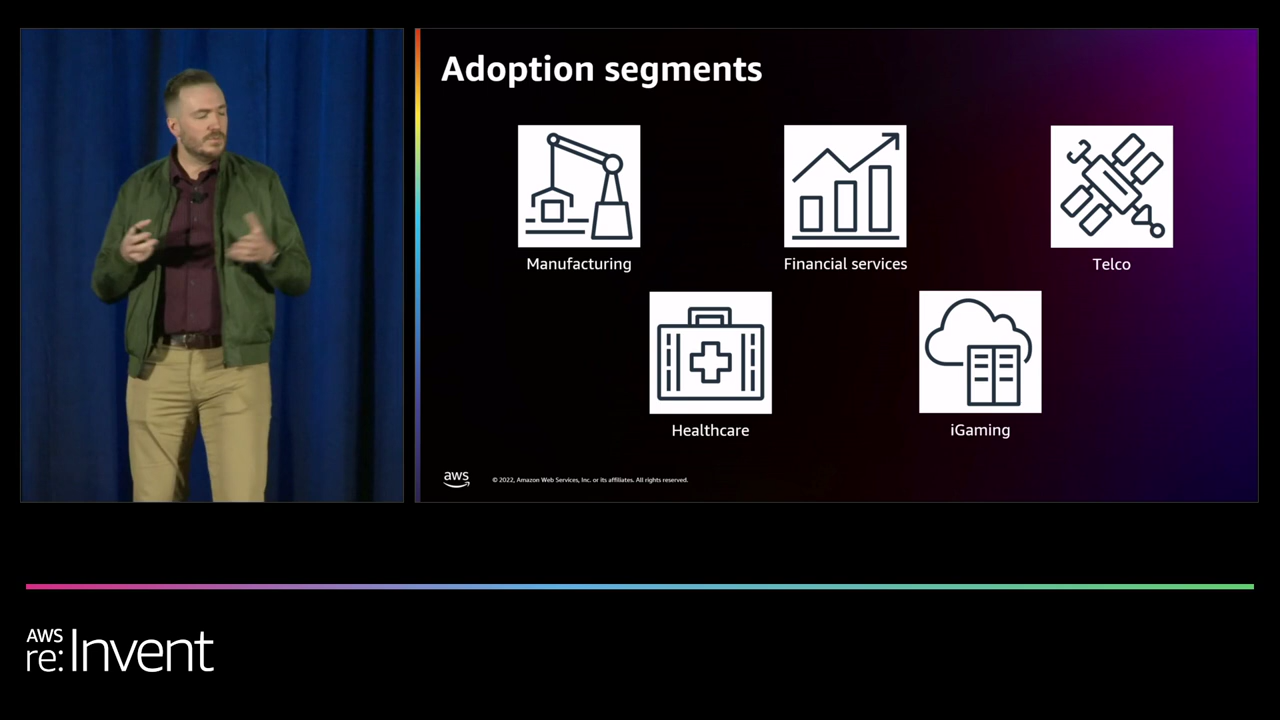 Adoption segments
Manufacturing
Financial services
Telco
Healthcare
iGaming
aws
© 2022, Amazon Web Services, Inc. or its affiliates. All rights reserved.
AWS
re:Invent